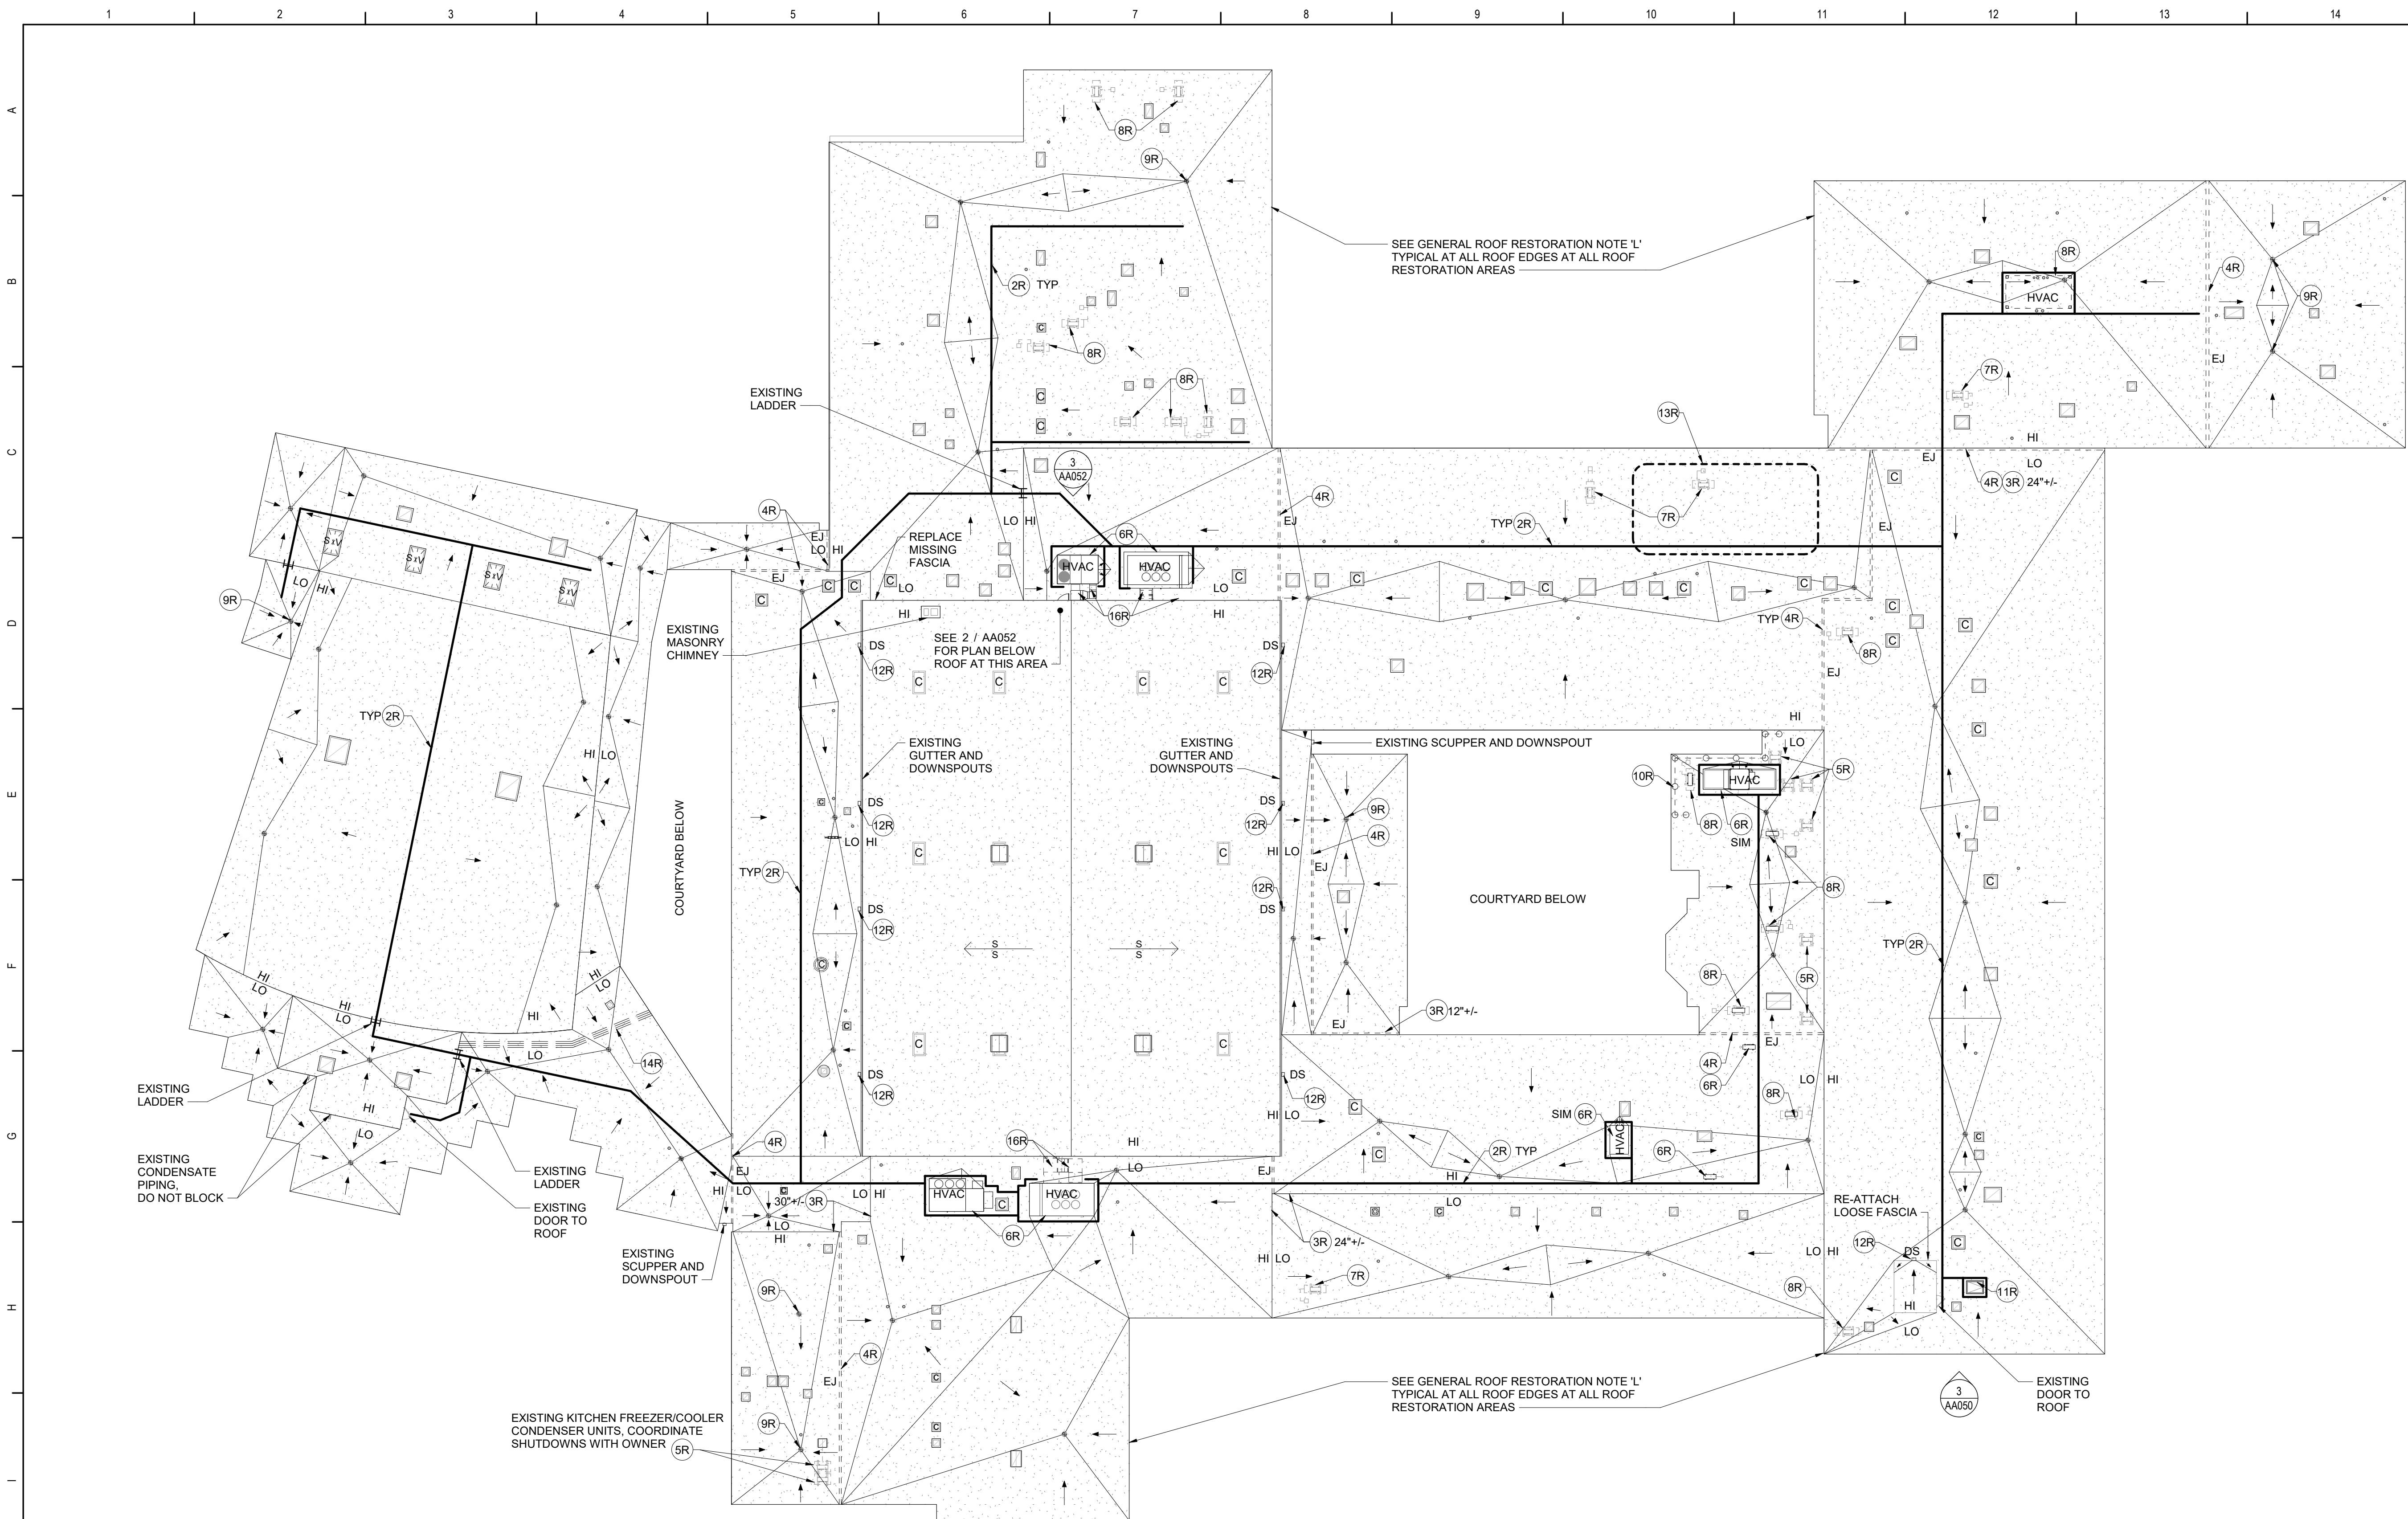 1 2 3 4 5 6 7 8 9 10 11 12 13 14
A
B
C
D
E
F
G
H
I
8R
9R
SEE GENERAL ROOF RESTORATION NOTE 'L'
TYPICAL AT ALL ROOF EDGES AT ALL ROOF
RESTORATION AREAS
2R TYP
C
8R
8R
C
C
EXISTING
LADDER
8R
HVAC
4R
9R
EJ
7R
HI
EJ
LO
4R 3R 24"+/-
13R
7R
3
AA052
4R
EJ
EJ
TYP 2R
4R
EJ
LO HI
LO HI
6R
HVAC
HVAC
REPLACE
MISSING
FASCIA
LO
LO
HI
HI
16R
EJ
C
C
C
C
C
C
C
C
C
C
C
C
C
C
TYP 4R
8R
EJ
S V
S V
S V
S V
LO
HI
9R
EXISTING
MASONRY
CHIMNEY
SEE 2 / AA052
FOR PLAN BELOW
ROOF AT THIS AREA
DS
12R
DS
12R
C
C
C
C
TYP 2R
HI LO
COURTYARD BELOW
EXISTING
GUTTER AND
DOWNSPOUTS
EXISTING
GUTTER AND
DOWNSPOUTS
EXISTING SCUPPER AND DOWNSPOUT
HI
LO
5R
10R
HVAC
8R
6R
SIM
C
C
DS
12R
LO HI
DS
12R
9R
4R
HI LO
EJ
TYP 2R
C
C
C
C
8R
DS
12R
12R
DS
COURTYARD BELOW
S
S
S
S
C
TYP 2R
8R
5R
3R 12"+/-
EJ
EJ
4R
6R
HI
LO
HI
LO
HI
HI
LO
LO
14R
EXISTING
LADDER
HI
LO
C
C
C
DS
12R
DS
12R
HI LO
LO HI
8R
C
C
SIM 6R
HVAC
6R
2R TYP
HI
LO
EXISTING
CONDENSATE
PIPING,
DO NOT BLOCK
EXISTING
LADDER
EXISTING
DOOR TO
ROOF
4R
EJ
HI LO
C
30"+/- 3R
LO HI
LO
HI
16R
HI
LO
HVAC
HVAC
C
6R
EJ
C
C
3R 24"+/-
HI LO
7R
LO HI
RE-ATTACH
LOOSE FASCIA
12R
DS
C
11R
8R
HI
LO
EXISTING
SCUPPER AND
DOWNSPOUT
9R
4R
EJ
C
C
9R
EXISTING KITCHEN FREEZER/COOLER
CONDENSER UNITS, COORDINATE
SHUTDOWNS WITH OWNER 5R
SEE GENERAL ROOF RESTORATION NOTE 'L'
TYPICAL AT ALL ROOF EDGES AT ALL ROOF
RESTORATION AREAS
3
AA050
EXISTING
DOOR TO
ROOF